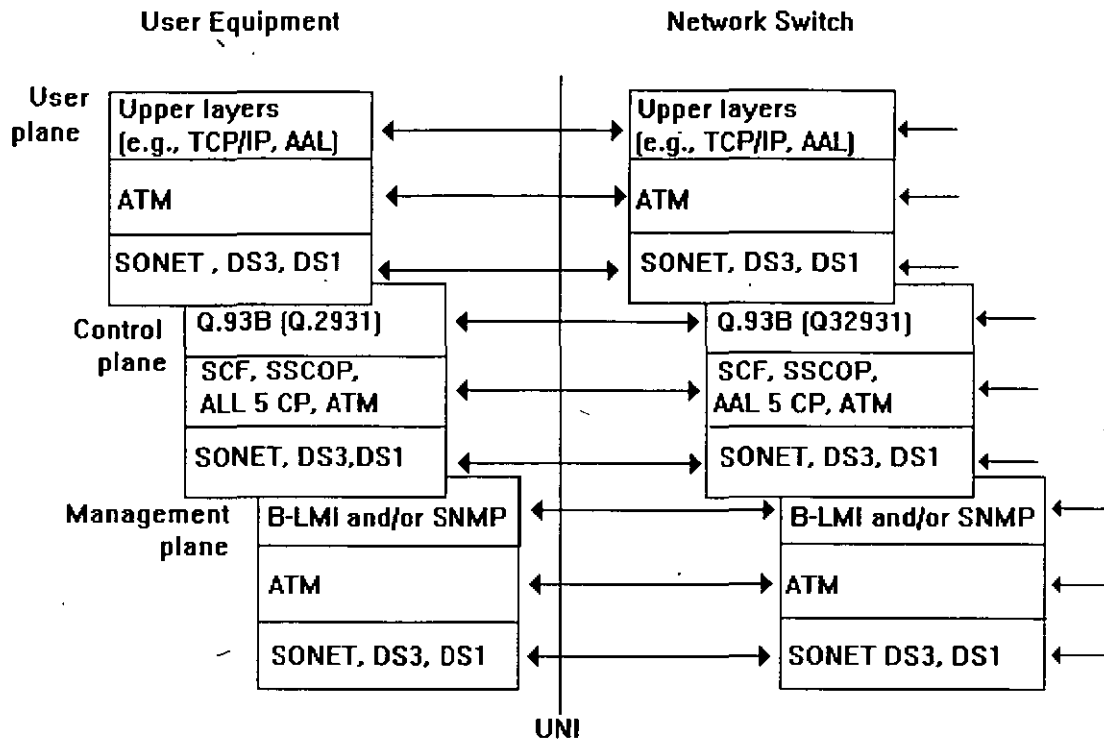 User Equipment
Network Switch
User
plane
Upper layers
(e.g., TCP/IP, AAL)
ATM
SONET , DS3, DS1
Upper layers
(e.g., TCP/IP, AAL)
ATM
SONET, DS3, DS1
Control
plane
Q.93B (Q.2931)
SCF, SSCOP,
ALL 5 CP, ATM
SONET, DS3,DS1
Q.93B (Q32931)
SCF, SSCOP,
AAL 5 CP, ATM
SONET, DS3, DS1
Management
plane
B-LMI and/or SNMP
ATM
SONET, DS3, DS1
B-LMI and/or SNMP
ATM
SONET DS3, DS1
UNI